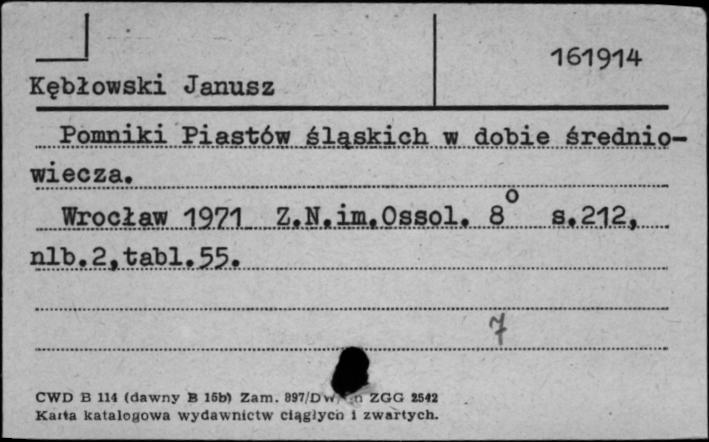 161914
Kębłowski Janusz
Pomniki Piastów śląskich w dobie średnio-
wiecza.
Wrocław 1971 Z.N.im.Ossol. 8° s.212,
nlb.2,tabl.55.
7
CWD B 114 (dawny B 15b) Zam. 897/DW ZGG 2542
Karta katalogowa wydawnictw ciągłych i zwartych.